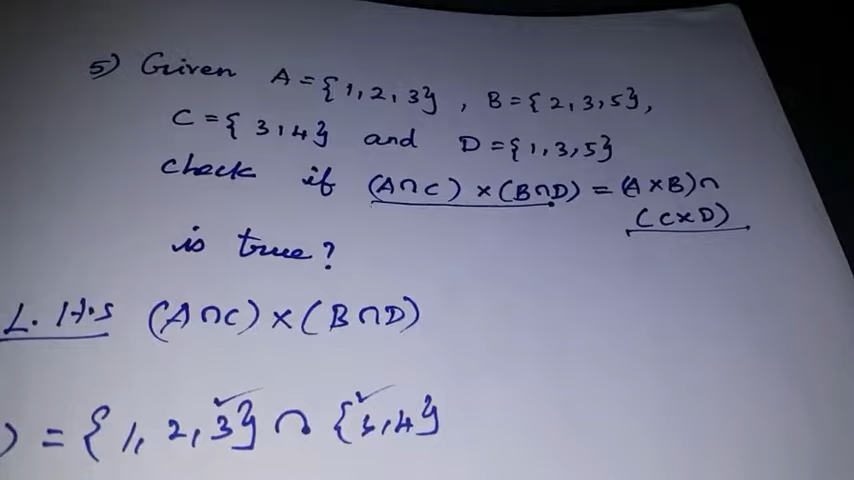 5) Given A = {1, 2, 3}, B = {2, 3, 5},
C = {3, 4} and D = {1, 3, 5}
check if (A∩C) × (B∩D) = (A×B)∩
(C×D)
is true?
L.H.S (A∩C) × (B∩D)
) = {1, 2, 3} ∩ {3, 4}